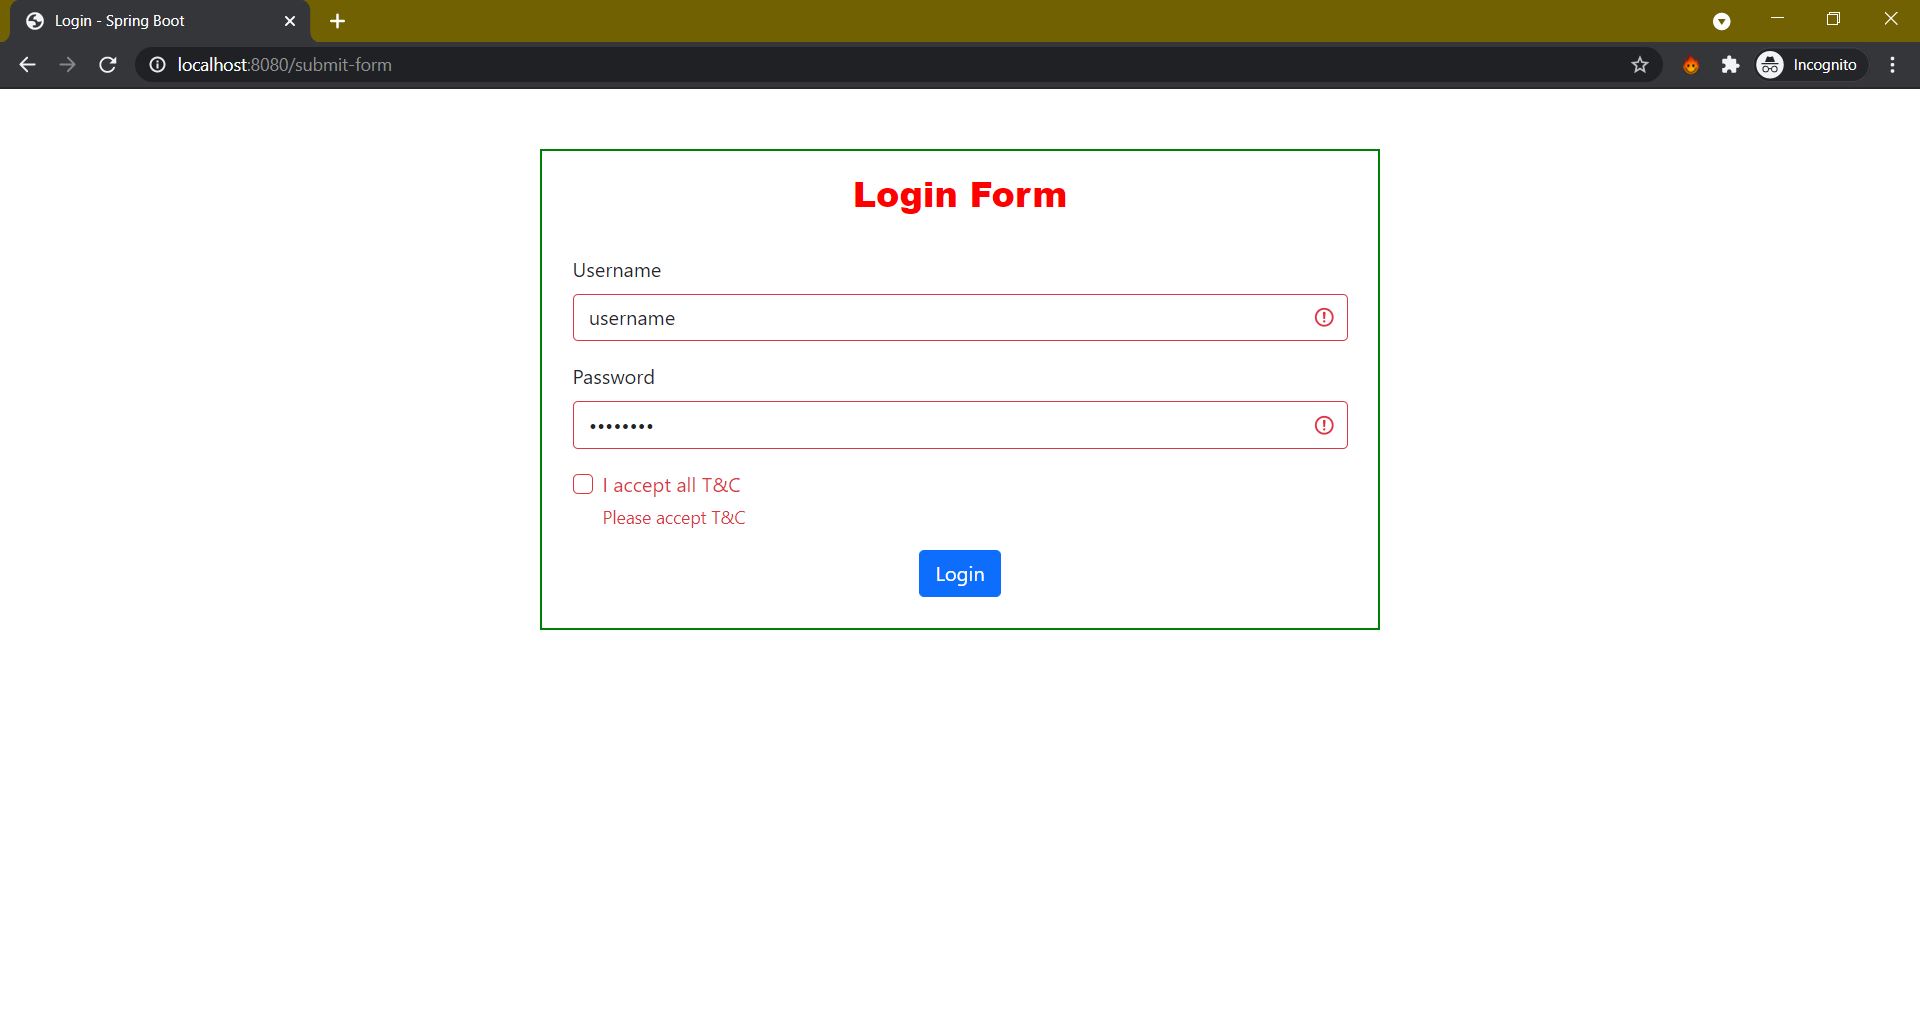 Login - Spring Boot
localhost:8080/submit-form
Incognito
Login Form
Username
username
Password
••••••••
I accept all T&C
Please accept T&C
Login